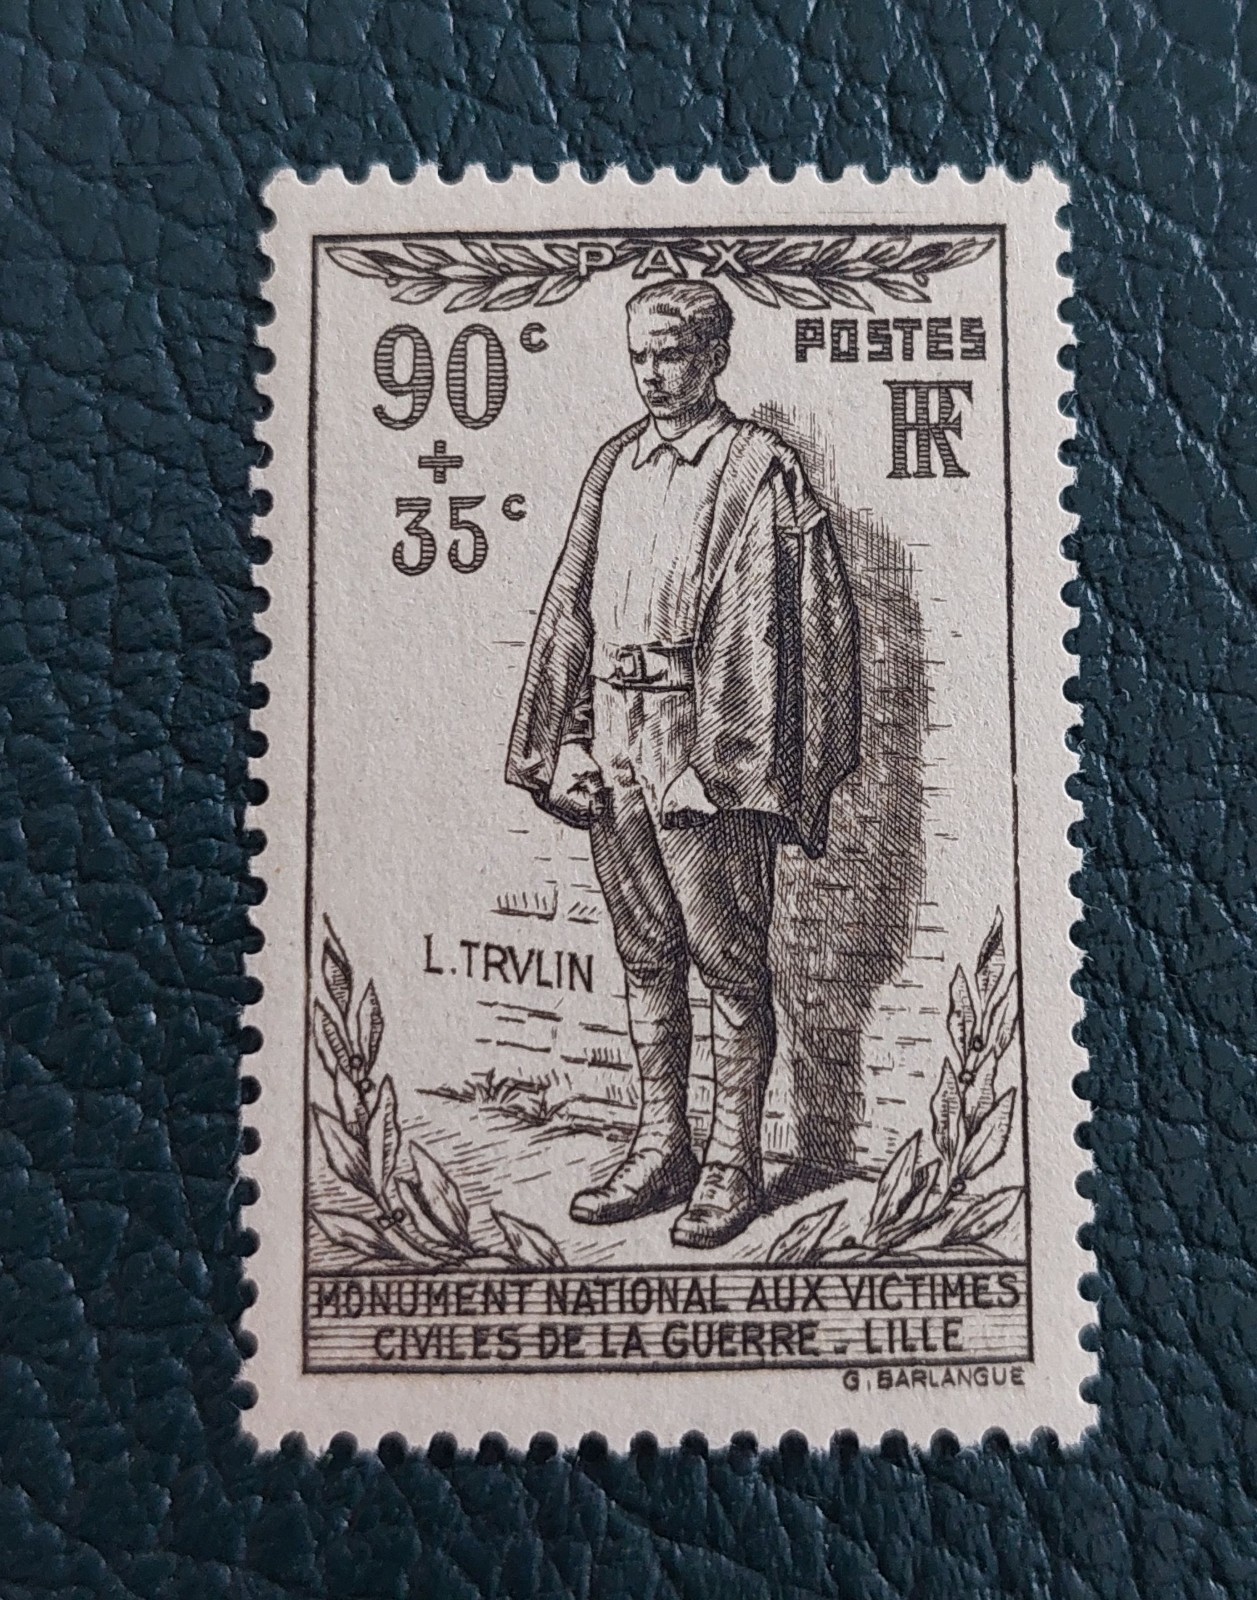 PAX
90c
+
35c
POSTES
RF
L.TRVLIN
MONUMENT NATIONAL AUX VICTIMES
CIVILES DE LA GUERRE - LILLE
G. BARLANGUE